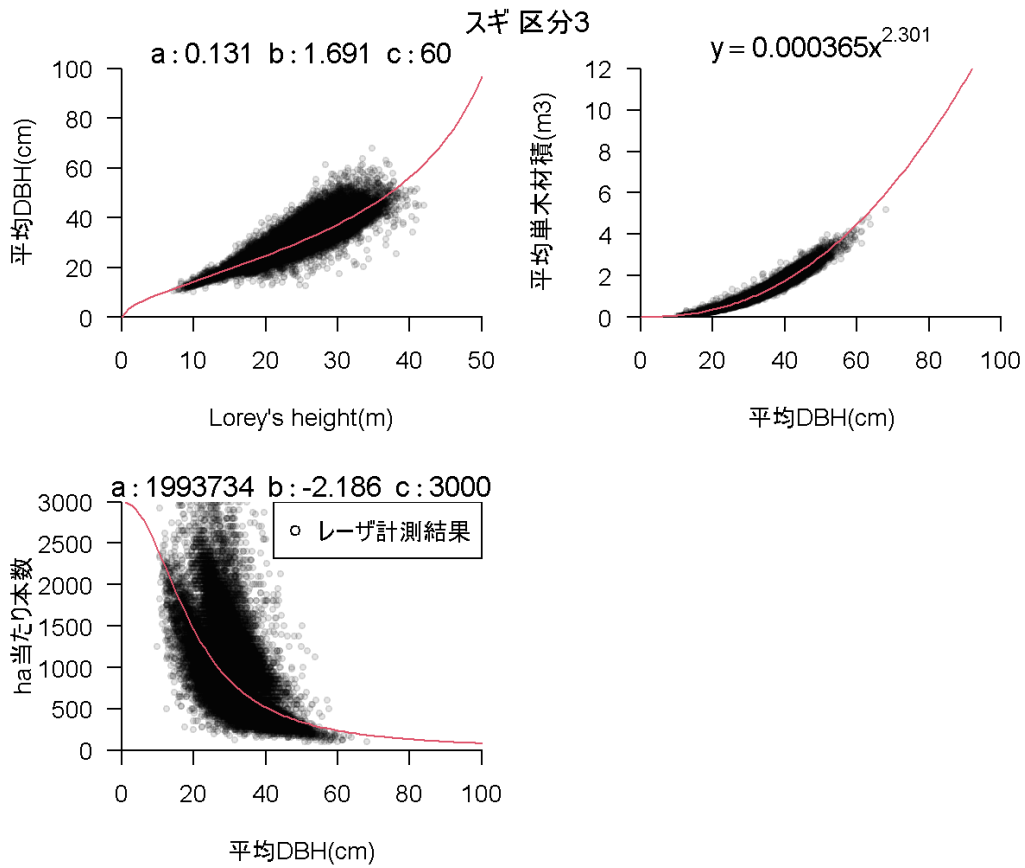 スギ 区分3
a : 0.131 b : 1.691 c : 60
平均DBH(cm)
100
80
60
40
20
0
0 10 20 30 40 50
Lorey's height(m)
y = 0.000365x^2.301
平均単木材積(m3)
12
10
8
6
4
2
0
0 20 40 60 80 100
平均DBH(cm)
a : 1993734 b : -2.186 c : 3000
ha当たり本数
3000
2500
2000
1500
1000
500
0
レーザ計測結果
0 20 40 60 80 100
平均DBH(cm)